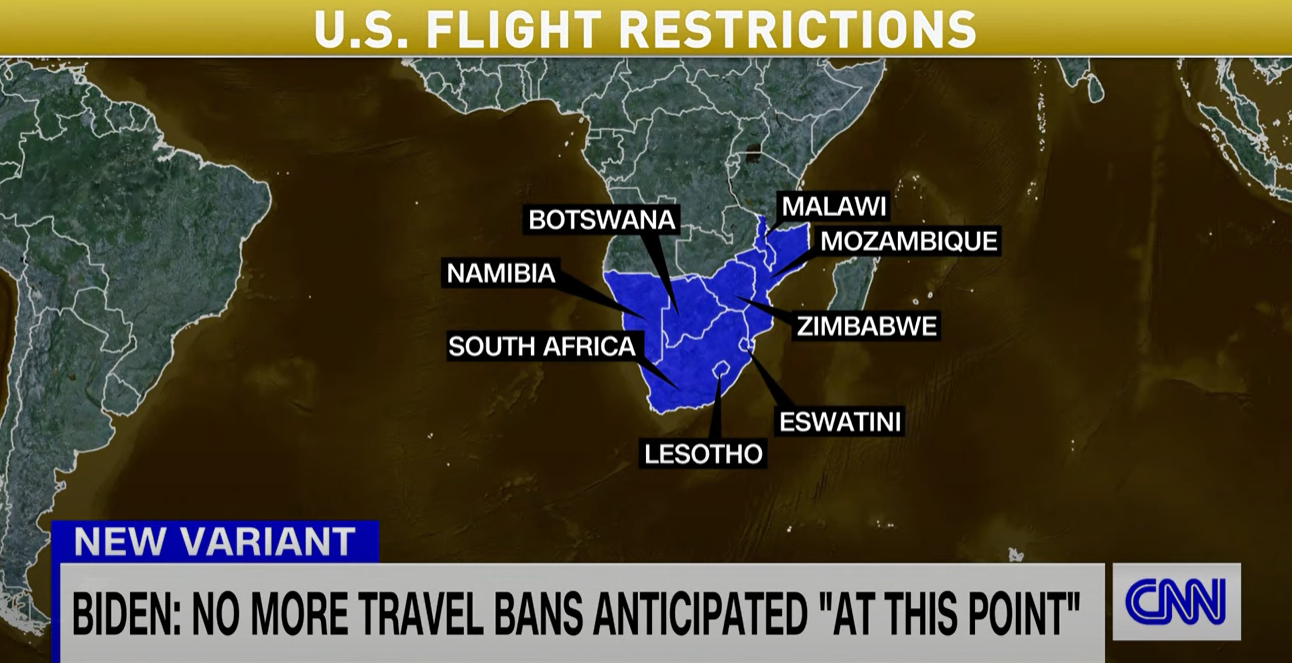 U.S. FLIGHT RESTRICTIONS
MALAWI
BOTSWANA
MOZAMBIQUE
NAMIBIA
ZIMBABWE
SOUTH AFRICA
ESWATINI
LESOTHO
NEW VARIANT
BIDEN: NO MORE TRAVEL BANS ANTICIPATED "AT THIS POINT"
CNN